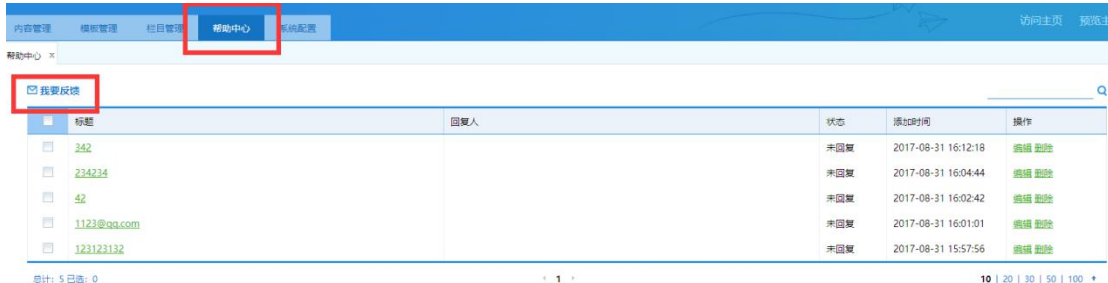 内容管理 模板管理 栏目管理 帮助中心 系统配置 访问主页 预览主
帮助中心 ×
我要反馈
标题 回复人 状态 添加时间 操作
342 未回复 2017-08-31 16:12:18 编辑 删除
234234 未回复 2017-08-31 16:04:44 编辑 删除
42 未回复 2017-08-31 16:02:42 编辑 删除
1123@qq.com 未回复 2017-08-31 16:01:01 编辑 删除
123123132 未回复 2017-08-31 15:57:56 编辑 删除
总计: 5 已选: 0 1 10 | 20 | 30 | 50 | 100